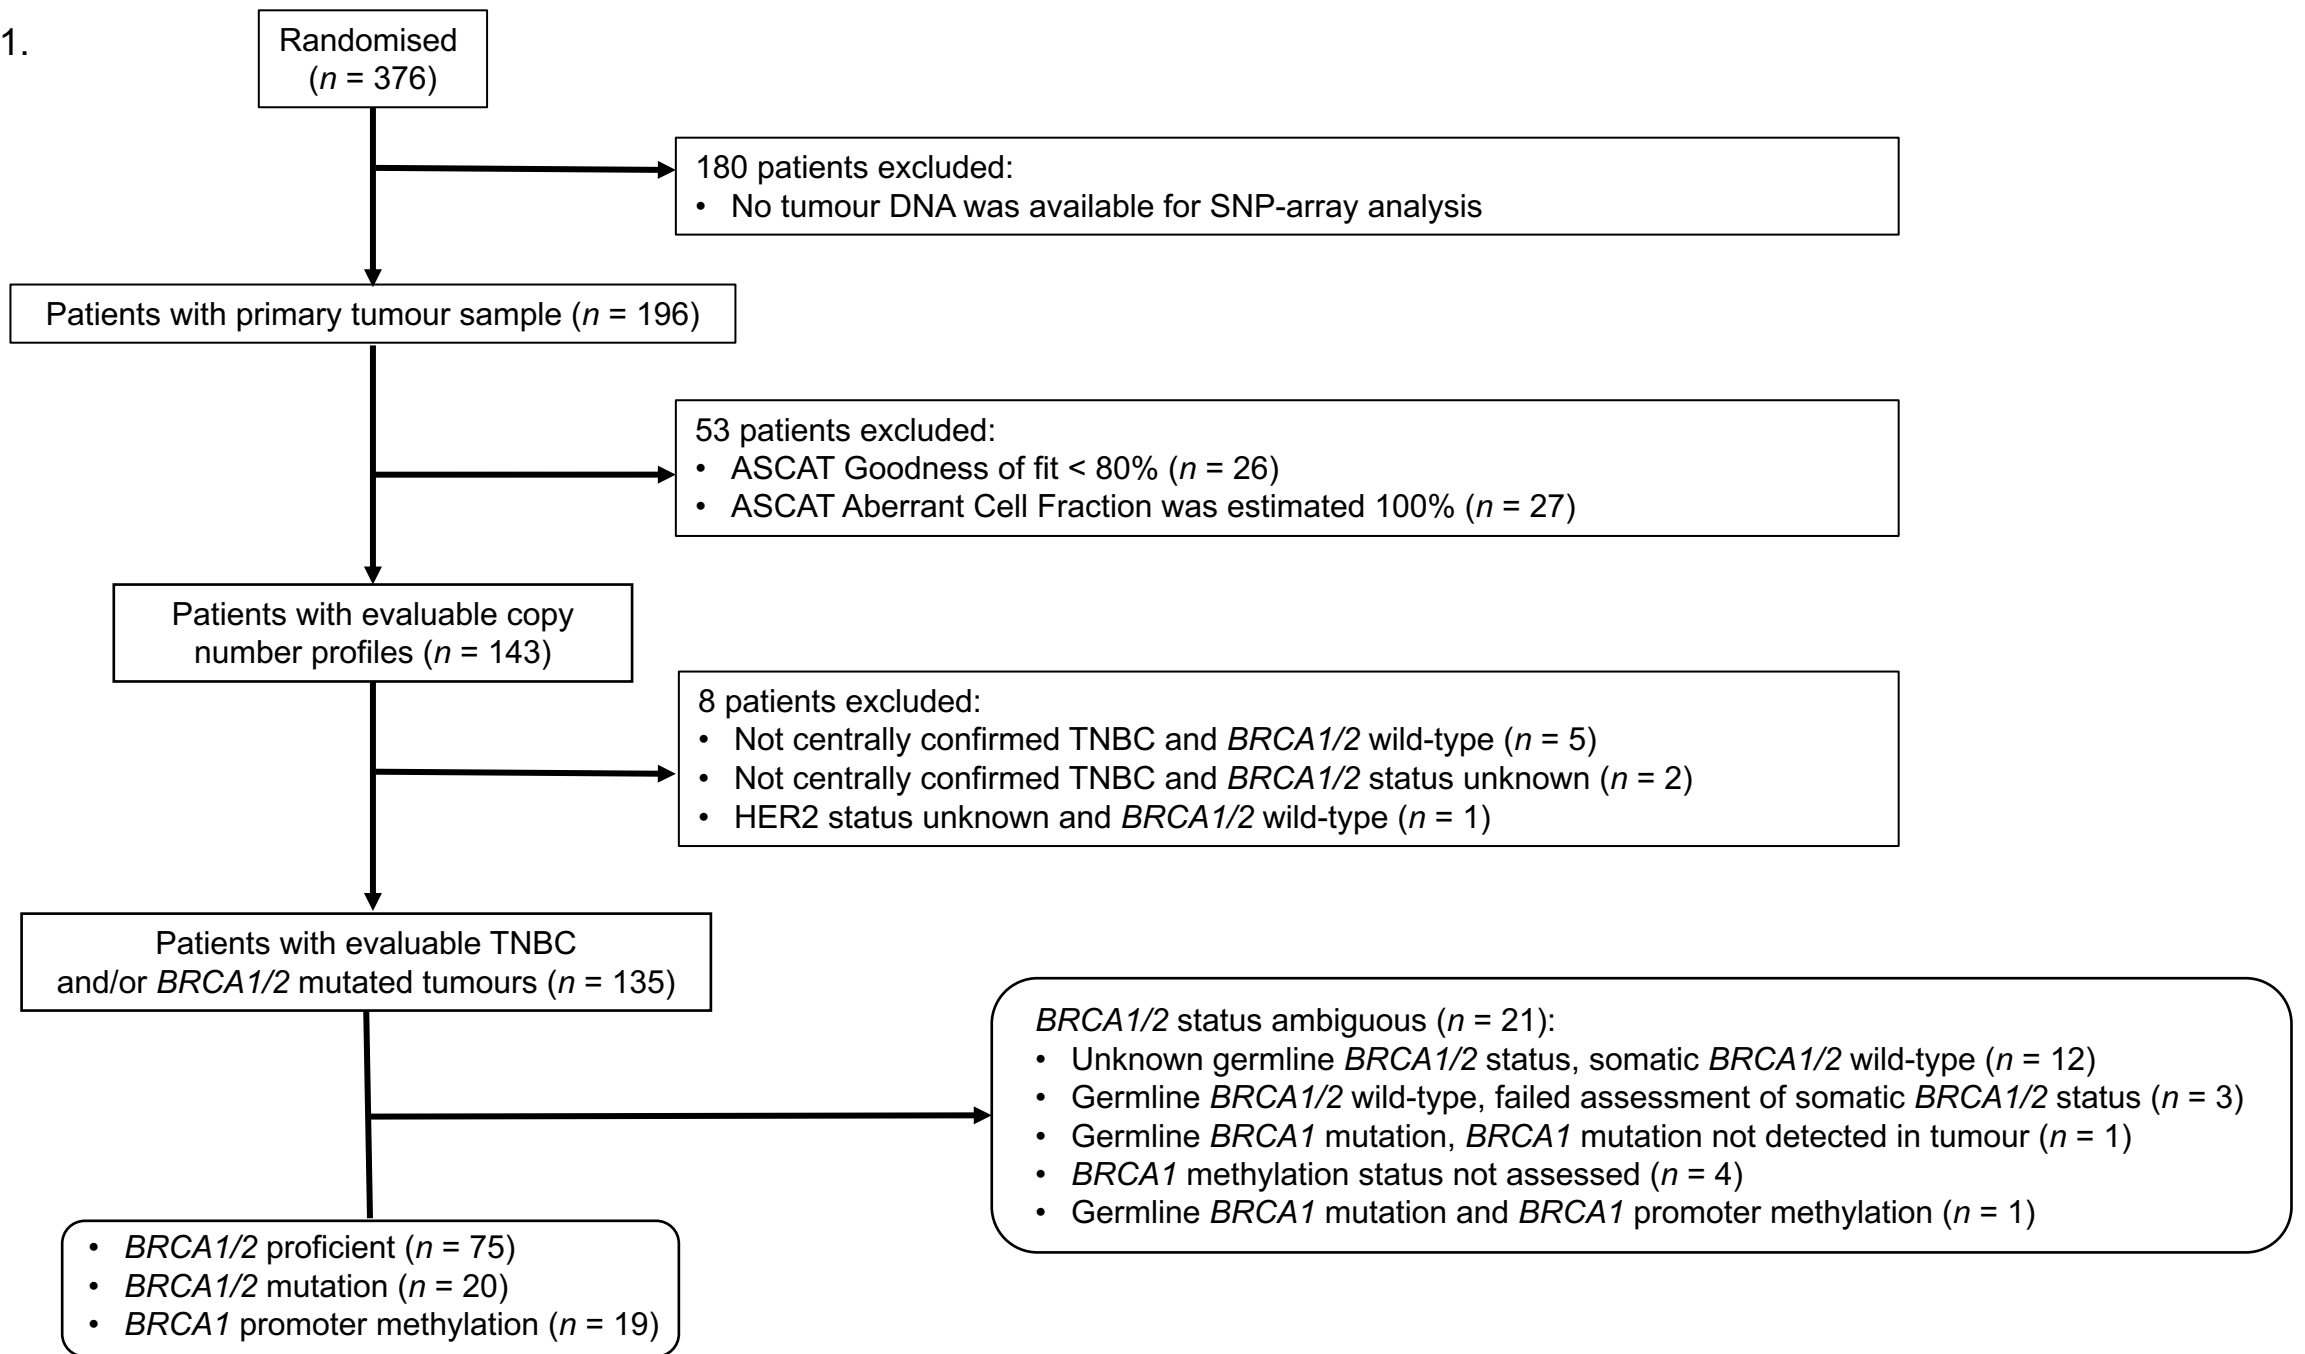 1.
Randomised
(n = 376)
180 patients excluded:
• No tumour DNA was available for SNP-array analysis
Patients with primary tumour sample (n = 196)
53 patients excluded:
• ASCAT Goodness of fit < 80% (n = 26)
• ASCAT Aberrant Cell Fraction was estimated 100% (n = 27)
Patients with evaluable copy
number profiles (n = 143)
8 patients excluded:
• Not centrally confirmed TNBC and BRCA1/2 wild-type (n = 5)
• Not centrally confirmed TNBC and BRCA1/2 status unknown (n = 2)
• HER2 status unknown and BRCA1/2 wild-type (n = 1)
Patients with evaluable TNBC
and/or BRCA1/2 mutated tumours (n = 135)
BRCA1/2 status ambiguous (n = 21):
• Unknown germline BRCA1/2 status, somatic BRCA1/2 wild-type (n = 12)
• Germline BRCA1/2 wild-type, failed assessment of somatic BRCA1/2 status (n = 3)
• Germline BRCA1 mutation, BRCA1 mutation not detected in tumour (n = 1)
• BRCA1 methylation status not assessed (n = 4)
• Germline BRCA1 mutation and BRCA1 promoter methylation (n = 1)
• BRCA1/2 proficient (n = 75)
• BRCA1/2 mutation (n = 20)
• BRCA1 promoter methylation (n = 19)